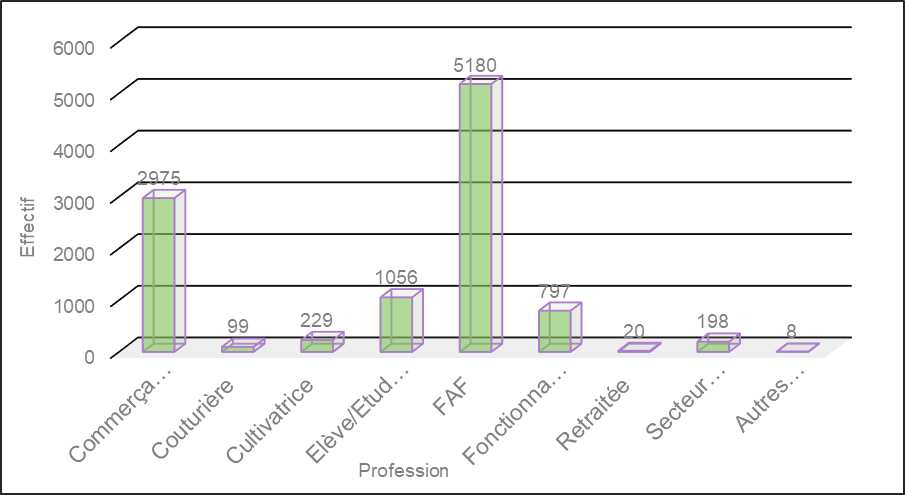 6000
5000
4000
3000
2000
1000
0
Effectif
2975
99
229
1056
5180
797
20
198
8
Commerça...
Couturière
Cultivatrice
Elève/Etud...
FAF
Fonctionna...
Retraitée
Secteur...
Autres...
Profession